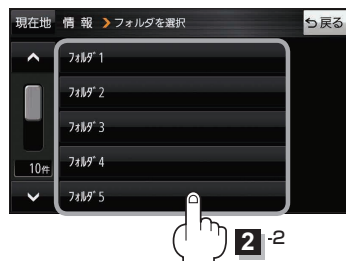 現在地 情 報 フォルダを選択 戻る
ﾌｫﾙﾀﾞ 1
ﾌｫﾙﾀﾞ 2
ﾌｫﾙﾀﾞ 3
ﾌｫﾙﾀﾞ 4
10件
ﾌｫﾙﾀﾞ 5
2 -2